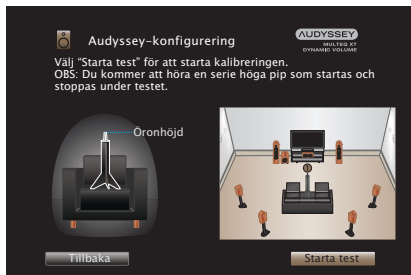 Audyssey-konfigurering
AUDYSSEY
MULTEQ XT
DYNAMIC VOLUME
Välj “Starta test” för att starta kalibreringen.
OBS: Du kommer att höra en serie höga pip som startas och
stoppas under testet.
Öronhöjd
Tillbaka
Starta test